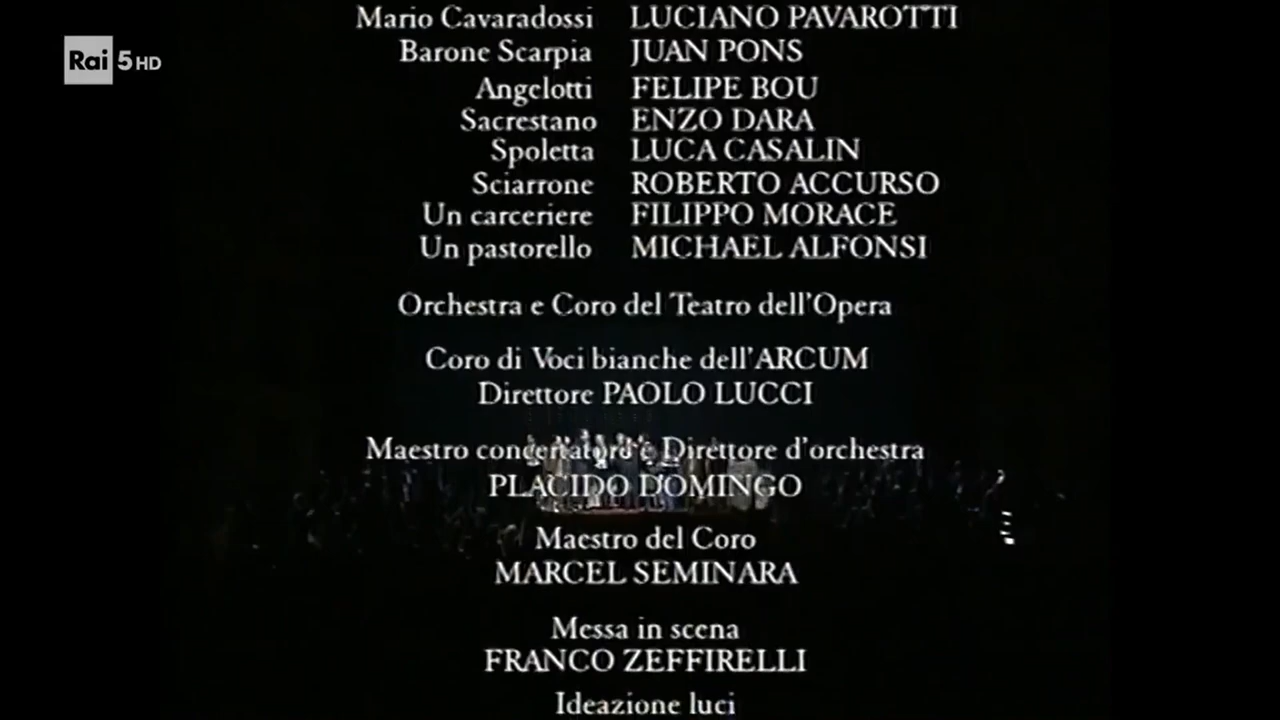 Rai 5 HD
Mario Cavaradossi LUCIANO PAVAROTTI
Barone Scarpia JUAN PONS
Angelotti FELIPE BOU
Sacrestano ENZO DARA
Spoletta LUCA CASALIN
Sciarrone ROBERTO ACCURSO
Un carceriere FILIPPO MORACE
Un pastorello MICHAEL ALFONSI
Orchestra e Coro del Teatro dell'Opera
Coro di Voci bianche dell'ARCUM
Direttore PAOLO LUCCI
Maestro concertatore e Direttore d'orchestra
PLACIDO DOMINGO
Maestro del Coro
MARCEL SEMINARA
Messa in scena
FRANCO ZEFFIRELLI
Ideazione luci